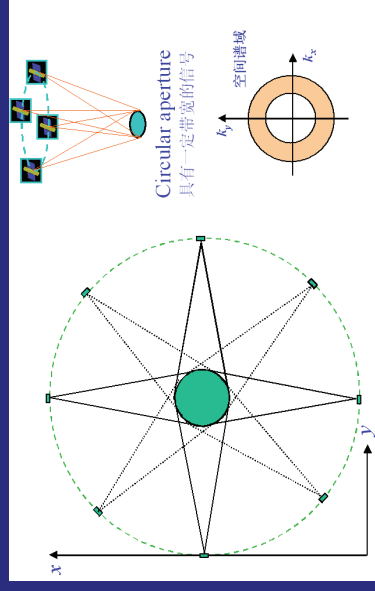 Circular aperture
具有一定带宽的信号
空间谱域
k_y
k_x
x
y